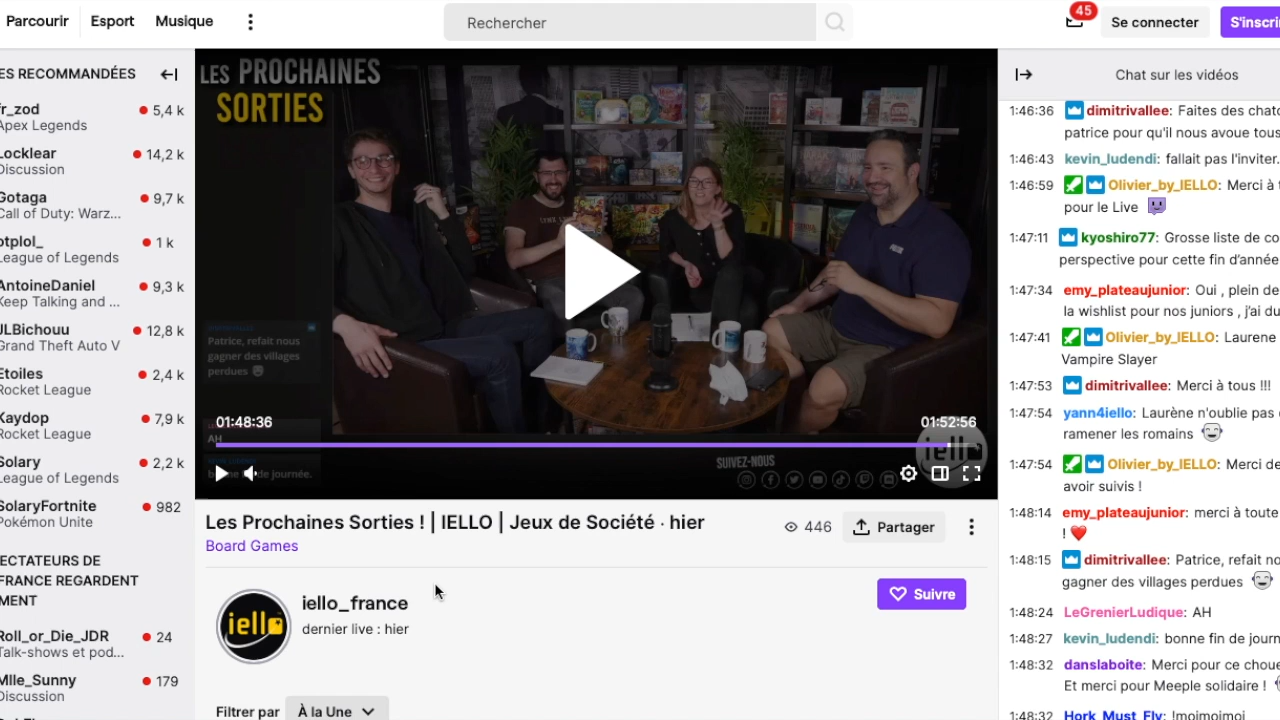 Parcourir
Esport
Musique
Rechercher
45
Se connecter
S'inscri
ES RECOMMANDÉES
fr_zod
5,4 k
Apex Legends
Locklear
14,2 k
Discussion
Gotaga
9,7 k
Call of Duty: Warz...
otplol_
1 k
League of Legends
AntoineDaniel
9,3 k
Keep Talking and ...
JLBichouu
12,8 k
Grand Theft Auto V
Etoiles
2,4 k
Rocket League
Kaydop
7,9 k
Rocket League
Solary
2,2 k
League of Legends
SolaryFortnite
982
Pokémon Unite
ECTATEURS DE
FRANCE REGARDENT
MENT
Roll_or_Die_JDR
24
Talk-shows et pod...
Mlle_Sunny
179
Discussion
LES PROCHAINES
SORTIES
Patrice, refait nous
gagner des villages
perdues
AH
01:48:36
01:52:56
iello
SUIVEZ-NOUS
Les Prochaines Sorties ! | IELLO | Jeux de Société · hier
Board Games
446
Partager
iello
iello_france
dernier live : hier
Suivre
Filtrer par
À la Une
Chat sur les vidéos
1:46:36 dimitrivallee: Faites des chato
patrice pour qu'il nous avoue tous
1:46:43 kevin_ludendi: fallait pas l'inviter.
1:46:59 Olivier_by_IELLO: Merci à t
pour le Live
1:47:11 kyoshiro77: Grosse liste de co
perspective pour cette fin d'année
1:47:34 emy_plateaujunior: Oui , plein de
la wishlist pour nos juniors , j'ai du
1:47:41 Olivier_by_IELLO: Laurene
Vampire Slayer
1:47:53 dimitrivallee: Merci à tous !!!
1:47:54 yann4iello: Laurène n'oublie pas
ramener les romains
1:47:54 Olivier_by_IELLO: Merci de
avoir suivis !
1:48:14 emy_plateaujunior: merci à toute
!
1:48:15 dimitrivallee: Patrice, refait no
gagner des villages perdues
1:48:24 LeGrenierLudique: AH
1:48:27 kevin_ludendi: bonne fin de journ
1:48:32 danslaboite: Merci pour ce choue
Et merci pour Meeple solidaire !
1:48:32 Hork_Must_Fly: !moimoimoi